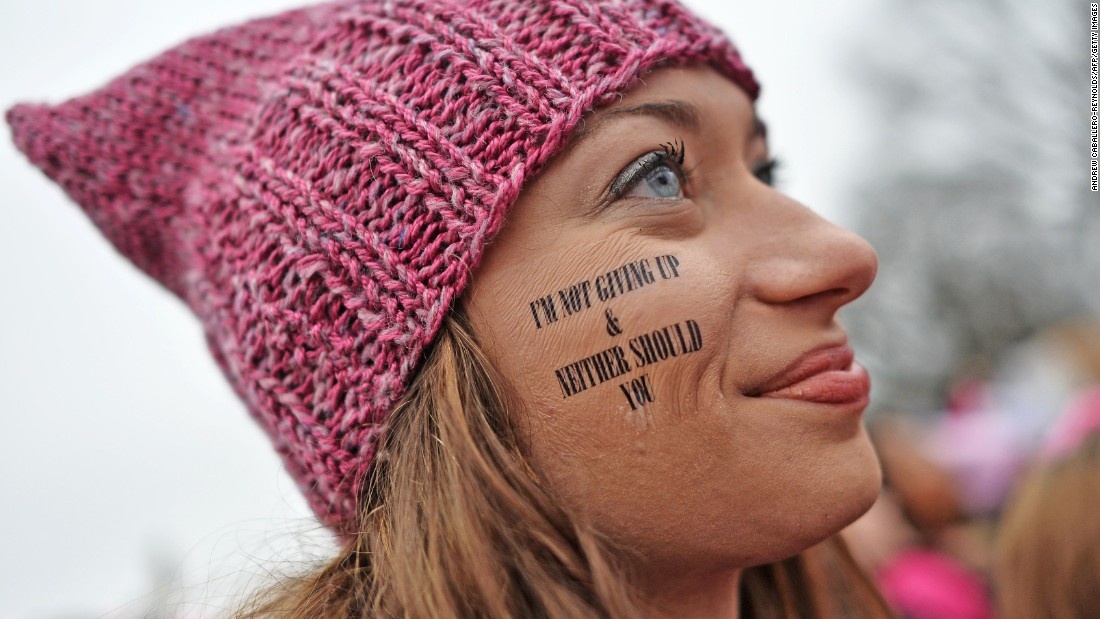 I'M NOT GIVING UP
&
NEITHER SHOULD
YOU
ANDREW CABALLERO-REYNOLDS/AFP/GETTY IMAGES